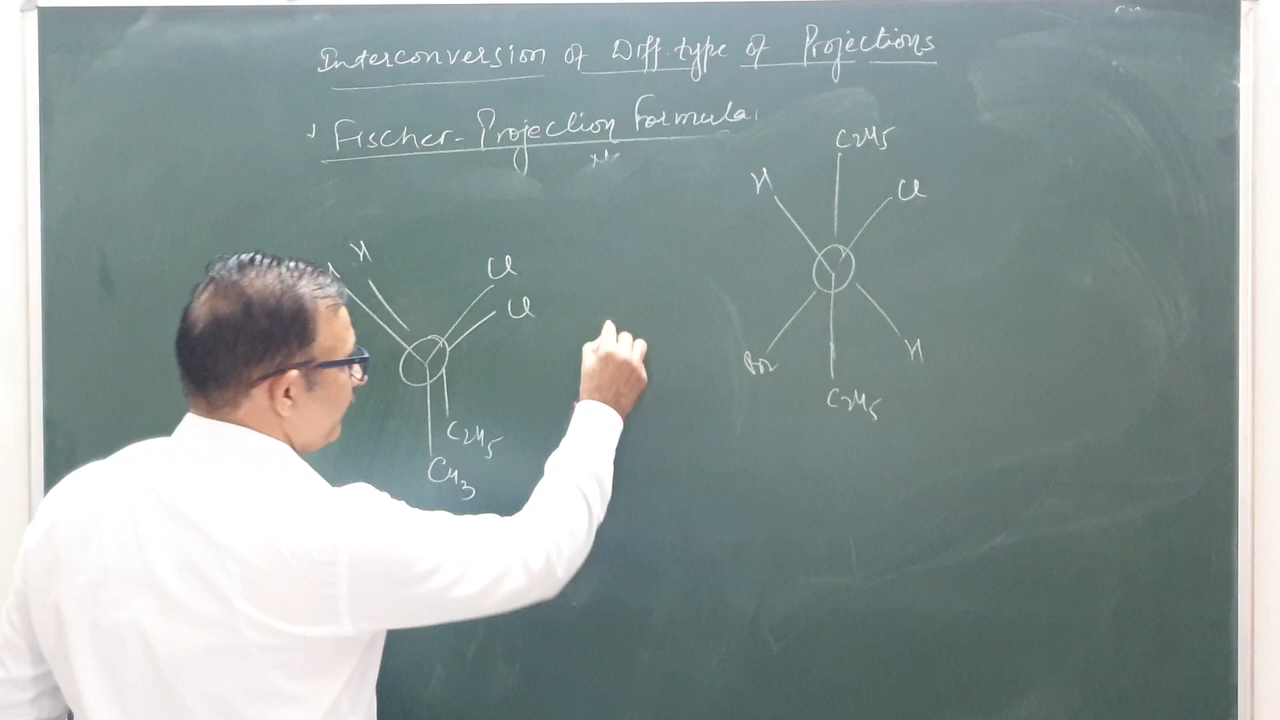 Interconversion of Diff. type of Projections
Fischer-Projection Formula
C2H5
H
Cl
H
Cl
Cl
Br
H
C2H5
C2H5
CH3